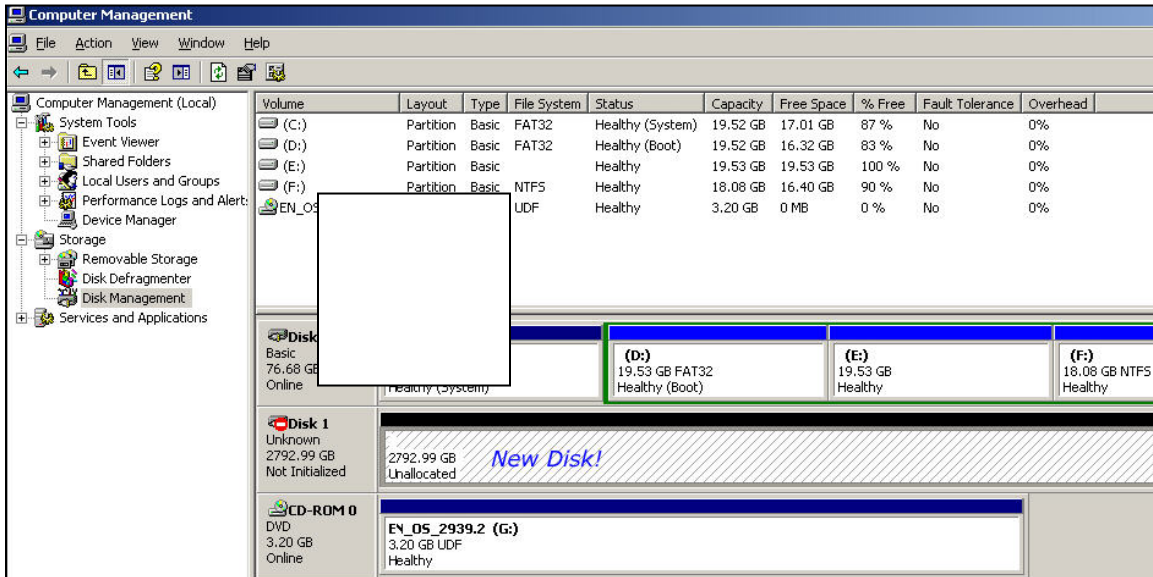 Computer Management
File Action View Window Help
Computer Management (Local)
System Tools
Event Viewer
Shared Folders
Local Users and Groups
Performance Logs and Alert
Device Manager
Storage
Removable Storage
Disk Defragmenter
Disk Management
Services and Applications
Volume Layout Type File System Status Capacity Free Space % Free Fault Tolerance Overhead
(C:) Partition Basic FAT32 Healthy (System) 19.52 GB 17.01 GB 87 % No 0%
(D:) Partition Basic FAT32 Healthy (Boot) 19.52 GB 16.32 GB 83 % No 0%
(E:) Partition Basic Healthy 19.53 GB 19.53 GB 100 % No 0%
(F:) Partition Basic NTFS Healthy 18.08 GB 16.40 GB 90 % No 0%
EN_OS UDF Healthy 3.20 GB 0 MB 0 % No 0%
Disk
Basic
76.68 GB
Online
Healthy (System)
(D:)
19.53 GB FAT32
Healthy (Boot)
(E:)
19.53 GB
Healthy
(F:)
18.08 GB NTFS
Healthy
Disk 1
Unknown
2792.99 GB
Not Initialized
2792.99 GB
Unallocated
New Disk!
CD-ROM 0
DVD
3.20 GB
Online
EN_OS_2939.2 (G:)
3.20 GB UDF
Healthy